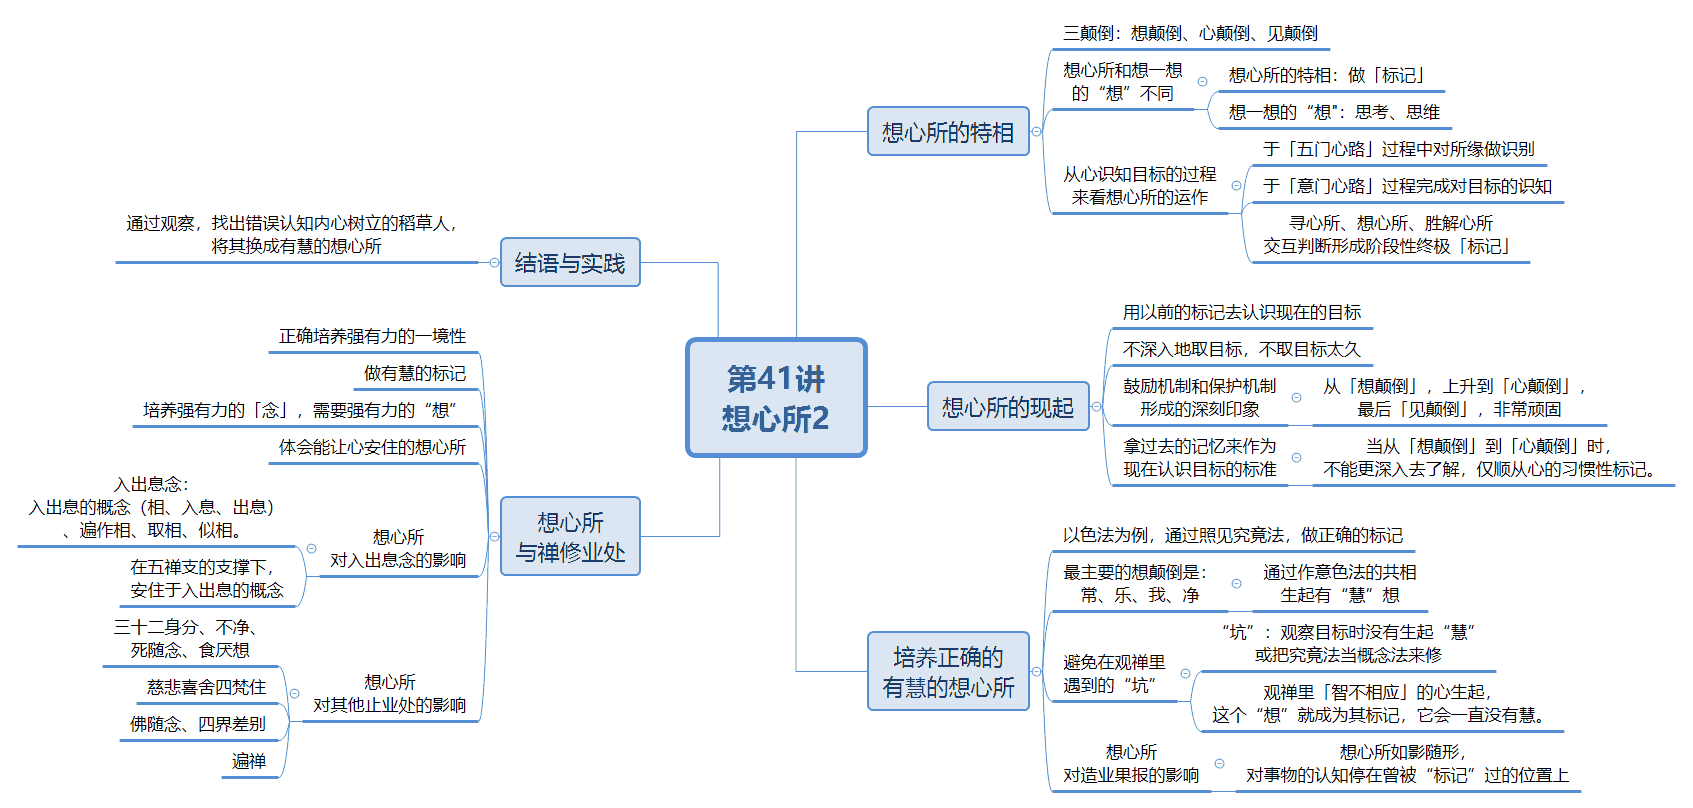 第41讲
想心所2
想心所的特相
三颠倒：想颠倒、心颠倒、见颠倒
想心所和想一想
的“想”不同
想心所的特相：做「标记」
想一想的“想"：思考、思维
从心识知目标的过程
来看想心所的运作
于「五门心路」过程中对所缘做识别
于「意门心路」过程完成对目标的识知
寻心所、想心所、胜解心所
交互判断形成阶段性终极「标记」
想心所的现起
用以前的标记去认识现在的目标
不深入地取目标，不取目标太久
鼓励机制和保护机制
形成的深刻印象
从「想颠倒」，上升到「心颠倒」，
最后「见颠倒」，非常顽固
拿过去的记忆来作为
现在认识目标的标准
当从「想颠倒」到「心颠倒」时，
不能更深入去了解，仅顺从心的习惯性标记。
培养正确的
有慧的想心所
以色法为例，通过照见究竟法，做正确的标记
最主要的想颠倒是：
常、乐、我、净
通过作意色法的共相
生起有“慧”想
避免在观禅里
遇到的“坑”
“坑”：观察目标时没有生起“慧”
或把究竟法当概念法来修
观禅里「智不相应」的心生起，
这个“想”就成为其标记，它会一直没有慧。
想心所
对造业果报的影响
想心所如影随形，
对事物的认知停在曾被“标记”过的位置上
想心所
与禅修业处
正确培养强有力的一境性
做有慧的标记
培养强有力的「念」，需要强有力的“想”
体会能让心安住的想心所
想心所
对入出息念的影响
入出息念：
入出息的概念（相、入息、出息）
、遍作相、取相、似相。
在五禅支的支撑下，
安住于入出息的概念
想心所
对其他止业处的影响
三十二身分、不净、
死随念、食厌想
慈悲喜舍四梵住
佛随念、四界差别
遍禅
结语与实践
通过观察，找出错误认知内心树立的稻草人，
将其换成有慧的想心所